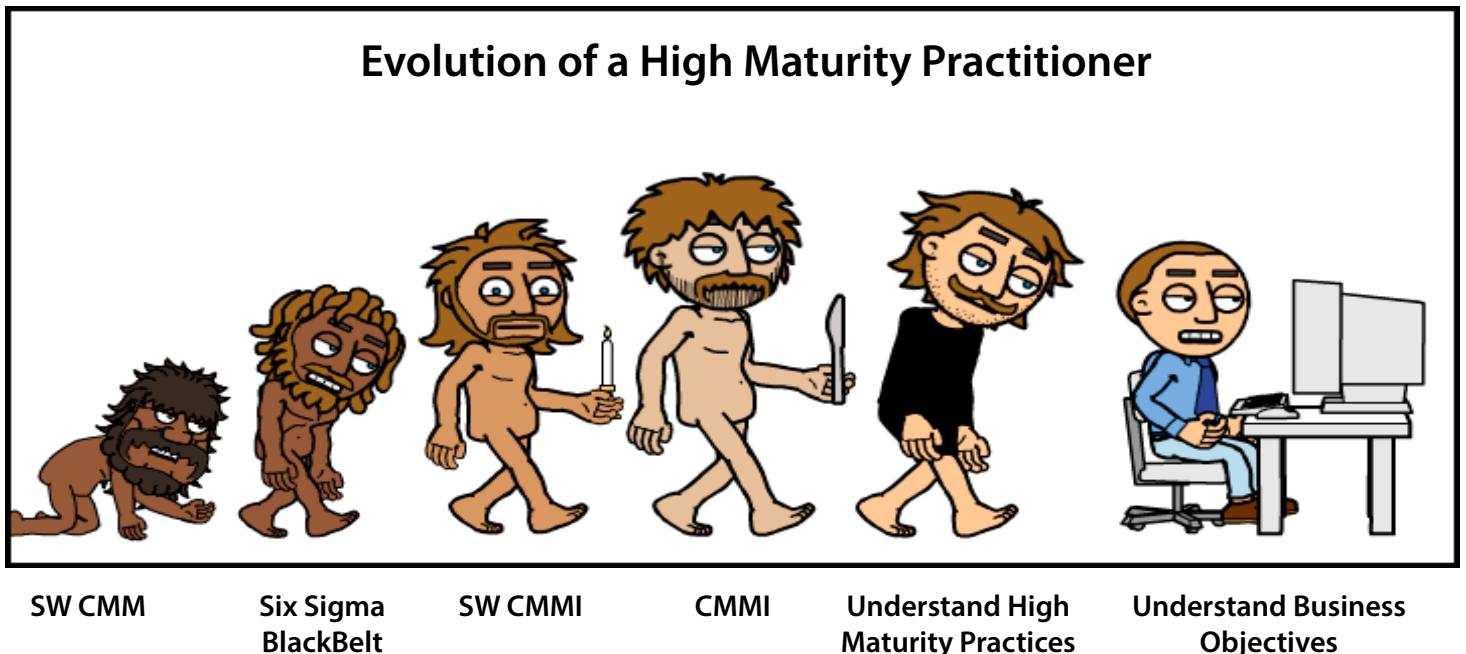 Evolution of a High Maturity Practitioner
SW CMM
Six Sigma
BlackBelt
SW CMMI
CMMI
Understand High
Maturity Practices
Understand Business
Objectives